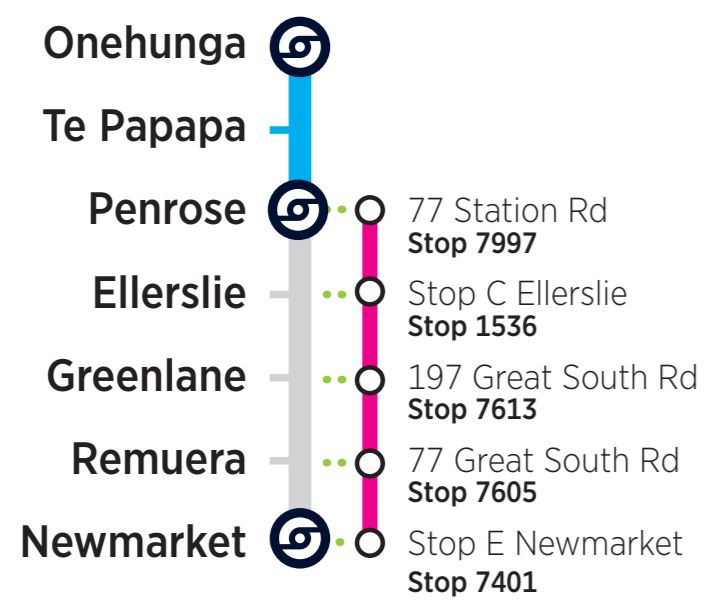 Onehunga
Te Papapa
Penrose
77 Station Rd
Stop 7997
Ellerslie
Stop C Ellerslie
Stop 1536
Greenlane
197 Great South Rd
Stop 7613
Remuera
77 Great South Rd
Stop 7605
Newmarket
Stop E Newmarket
Stop 7401